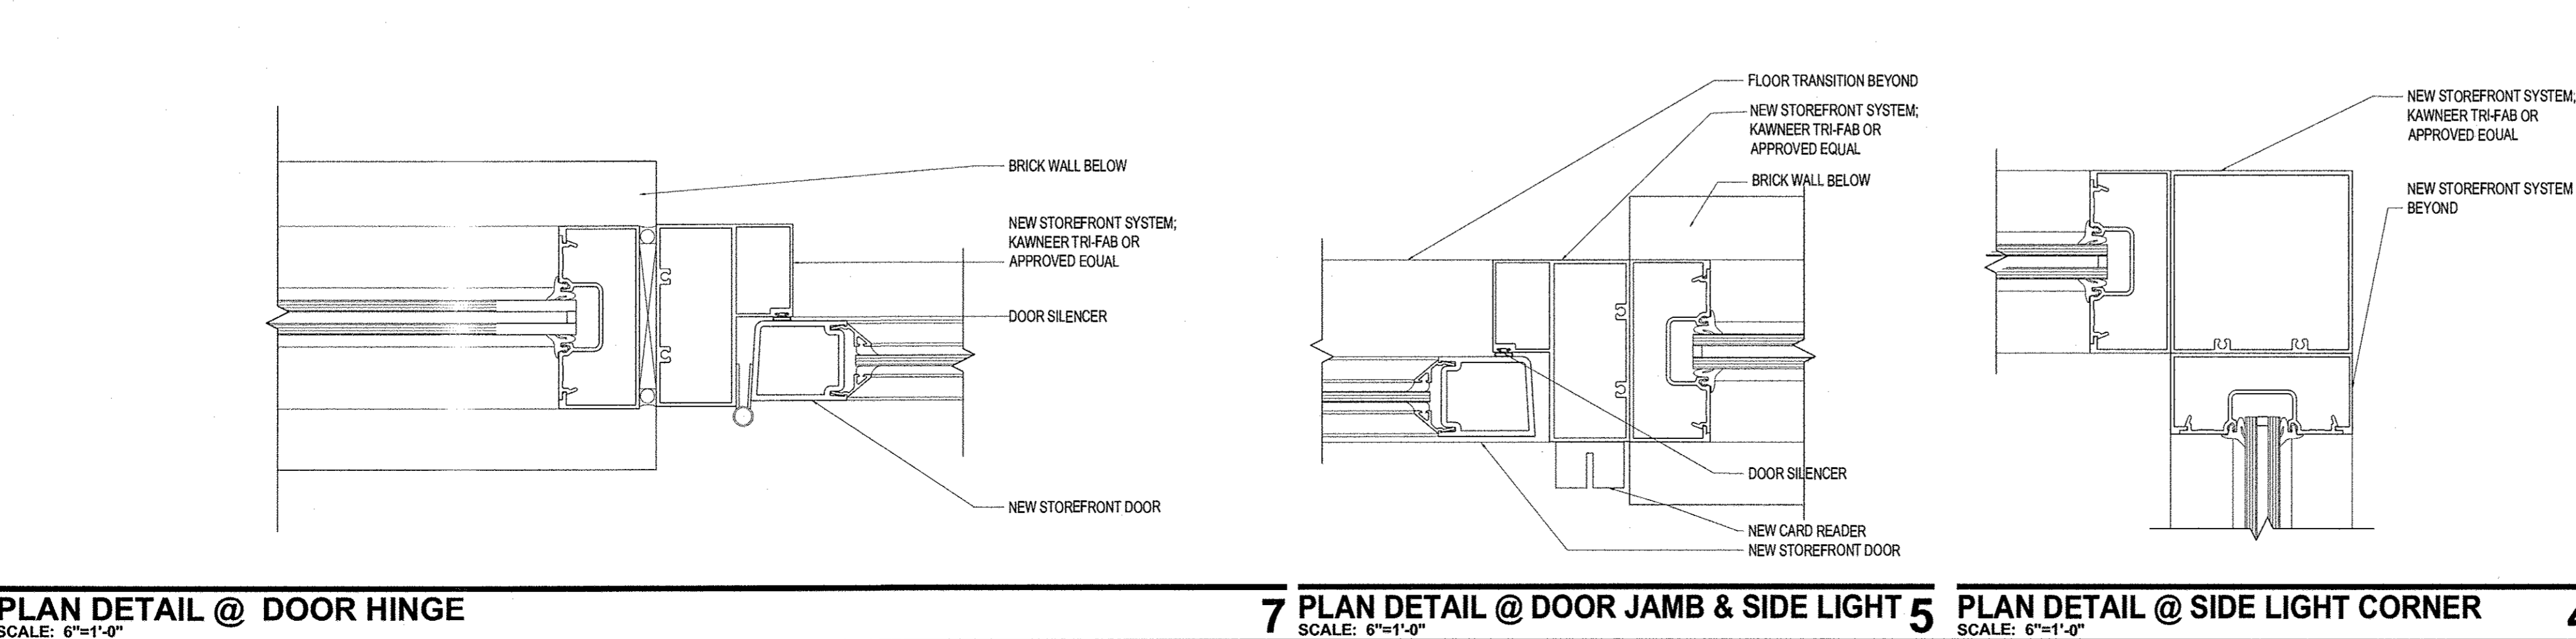 BRICK WALL BELOW
NEW STOREFRONT SYSTEM;
KAWNEER TRI-FAB OR
APPROVED EQUAL
DOOR SILENCER
NEW STOREFRONT DOOR
PLAN DETAIL @ DOOR HINGE
SCALE: 6"=1'-0"
7
FLOOR TRANSITION BEYOND
NEW STOREFRONT SYSTEM;
KAWNEER TRI-FAB OR
APPROVED EQUAL
BRICK WALL BELOW
DOOR SILENCER
NEW CARD READER
NEW STOREFRONT DOOR
PLAN DETAIL @ DOOR JAMB & SIDE LIGHT
SCALE: 6"=1'-0"
5
NEW STOREFRONT SYSTEM;
KAWNEER TRI-FAB OR
APPROVED EQUAL
NEW STOREFRONT SYSTEM
BEYOND
PLAN DETAIL @ SIDE LIGHT CORNER
SCALE: 6"=1'-0"